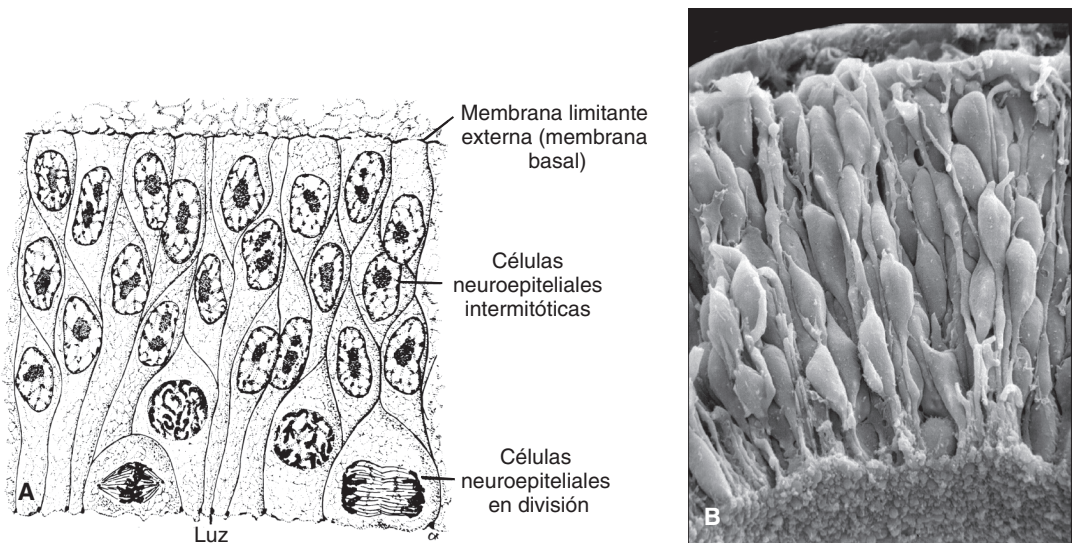 Membrana limitante
externa (membrana
basal)
Células
neuroepiteliales
intermitóticas
Células
neuroepiteliales
en división
A
Luz
B